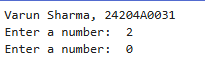 Varun Sharma, 24204A0031
Enter a number:  2
Enter a number:  0